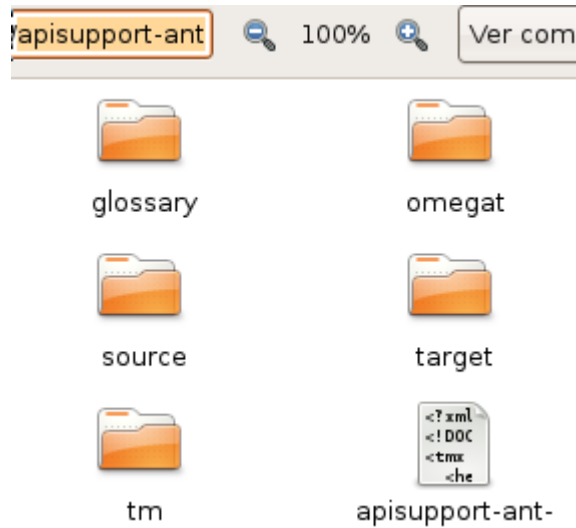 /apisupport-ant 100% Ver com
glossary omegat
source target
<?xml
<!DOC
<tmx
<he
tm apisupport-ant-